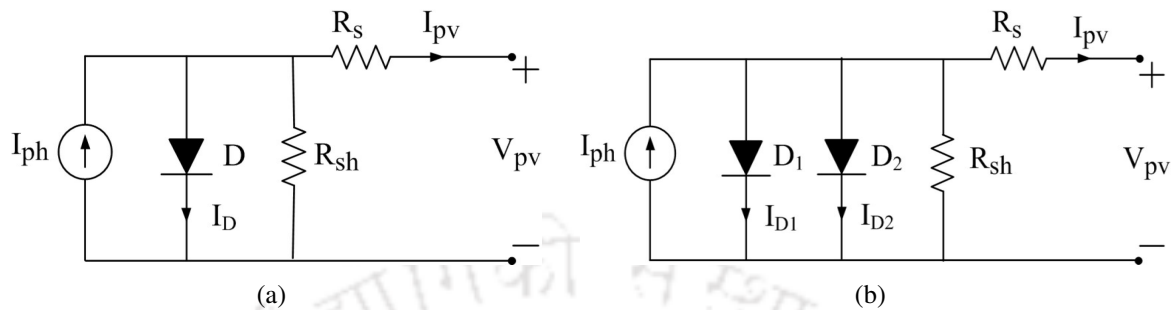 R_s I_pv
+
I_ph D R_sh V_pv
I_D
−
(a)
R_s I_pv
+
I_ph D_1 D_2 R_sh V_pv
I_D1 I_D2
−
(b)